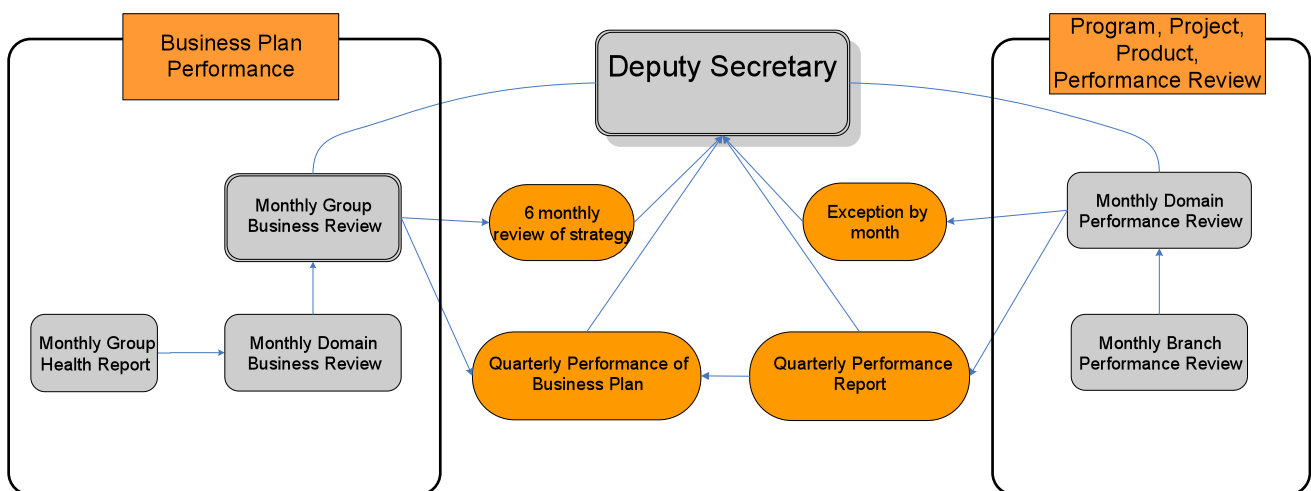 Business Plan
Performance
Deputy Secretary
Program, Project,
Product,
Performance Review
Monthly Group
Business Review
6 monthly
review of strategy
Exception by
month
Monthly Domain
Performance Review
Monthly Group
Health Report
Monthly Domain
Business Review
Quarterly Performance of
Business Plan
Quarterly Performance
Report
Monthly Branch
Performance Review